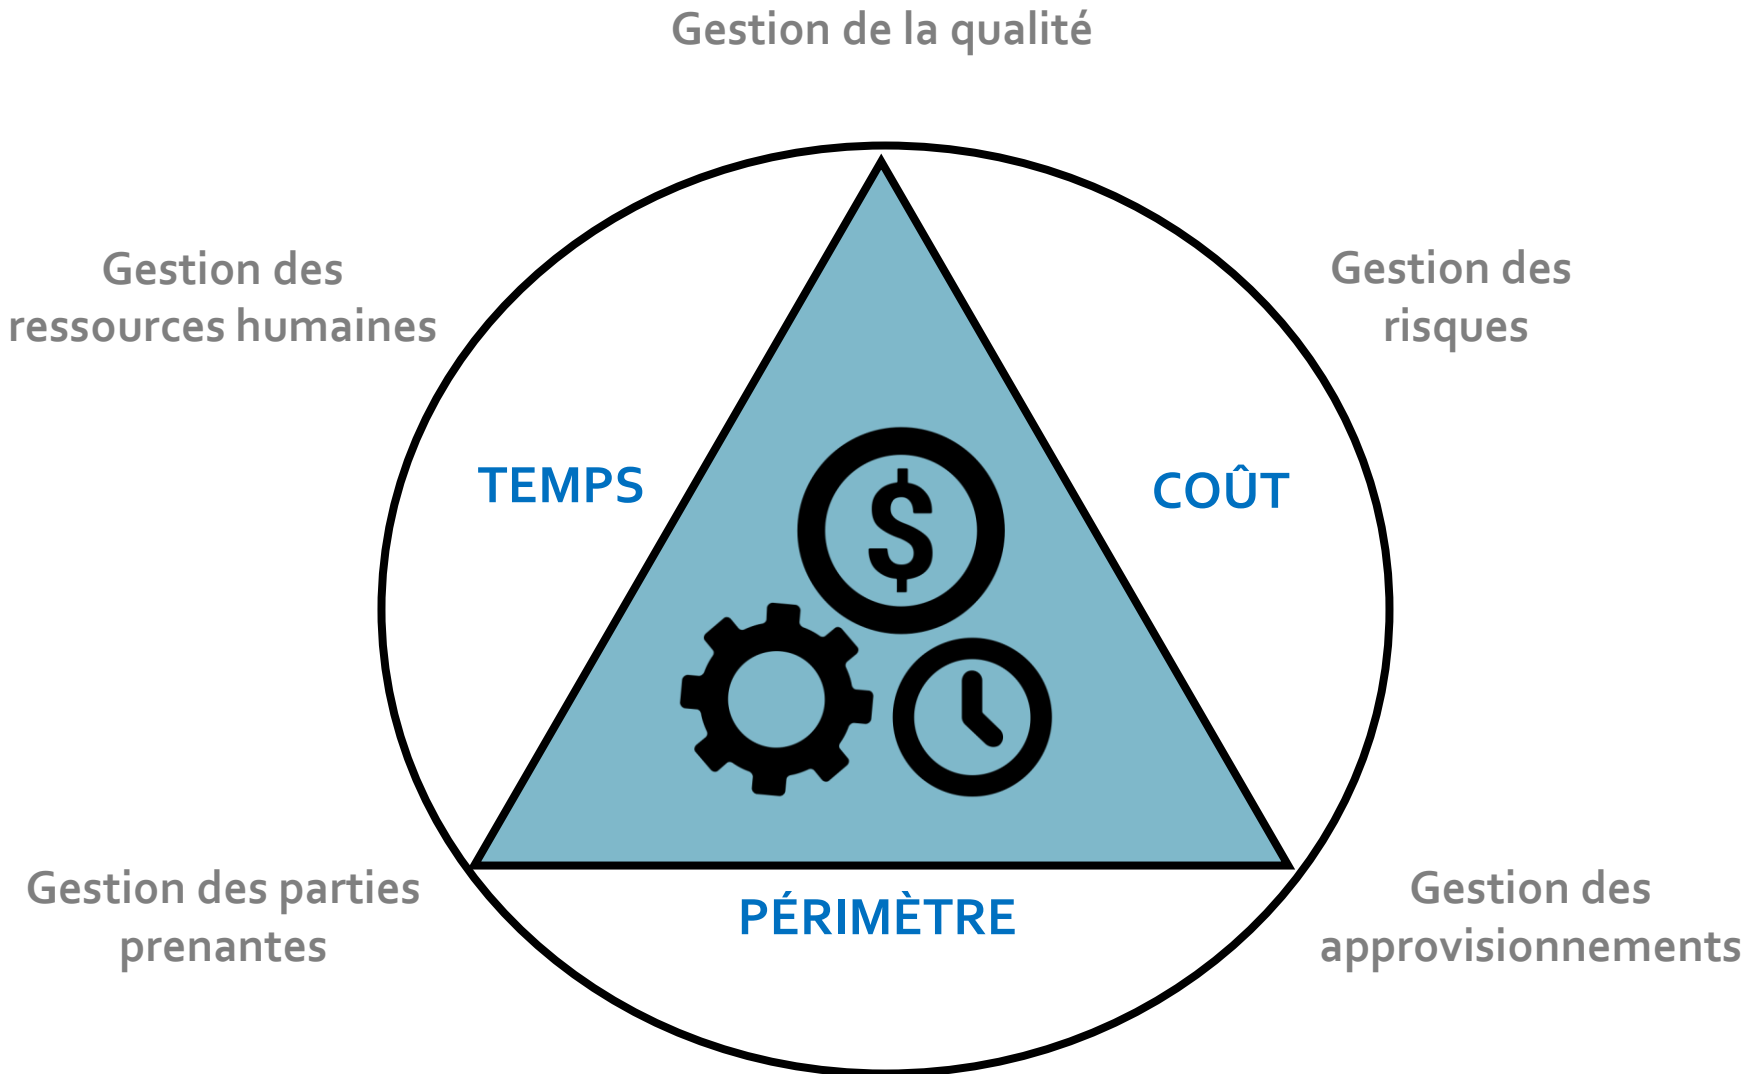 Gestion de la qualité
Gestion des
ressources humaines
Gestion des
risques
TEMPS
$
COÛT
Gestion des parties
prenantes
PÉRIMÈTRE
Gestion des
approvisionnements